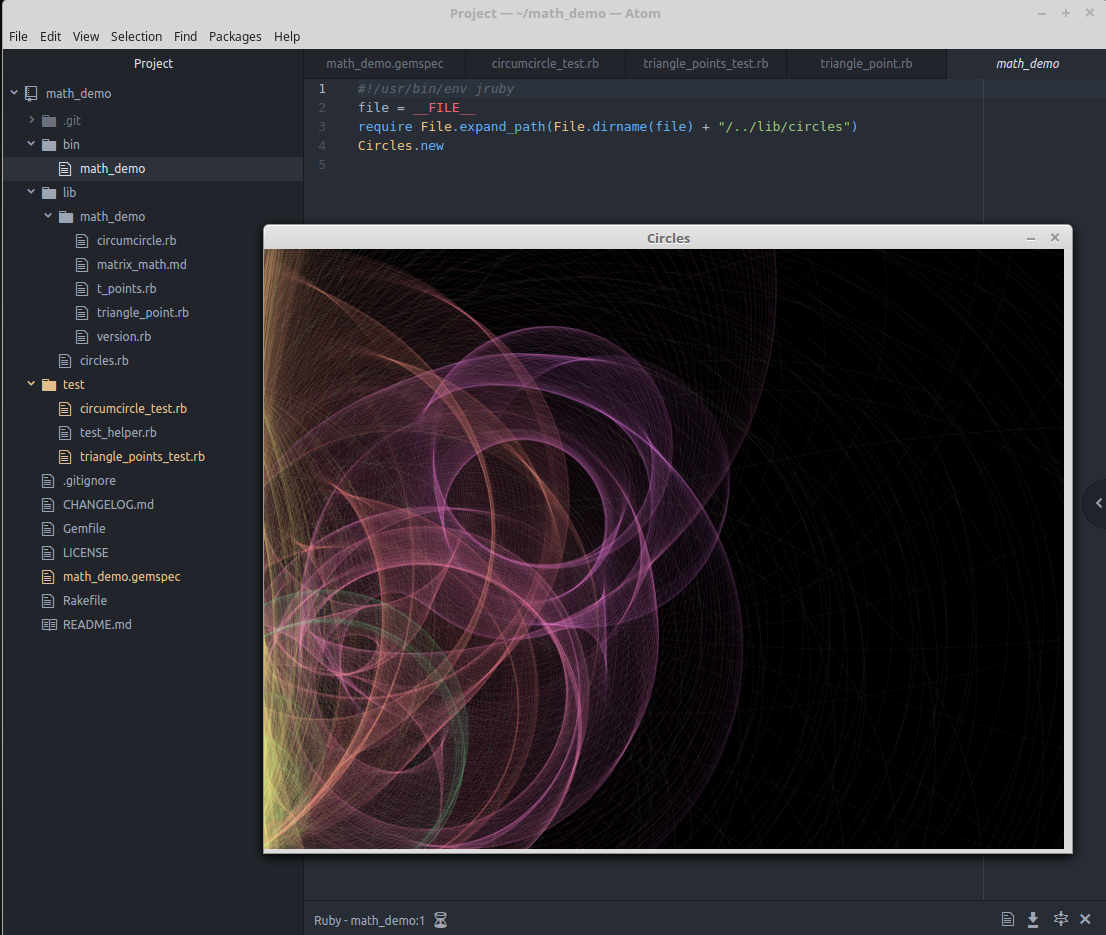 Project — ~/math_demo — Atom
File Edit View Selection Find Packages Help
Project
math_demo
.git
bin
math_demo
lib
math_demo
circumcircle.rb
matrix_math.md
t_points.rb
triangle_point.rb
version.rb
circles.rb
test
circumcircle_test.rb
test_helper.rb
triangle_points_test.rb
.gitignore
CHANGELOG.md
Gemfile
LICENSE
math_demo.gemspec
Rakefile
README.md
math_demo.gemspec circumcircle_test.rb triangle_points_test.rb triangle_point.rb math_demo
1 #!/usr/bin/env jruby
2 file = __FILE__
3 require File.expand_path(File.dirname(file) + "/../lib/circles")
4 Circles.new
5
Circles
Ruby - math_demo:1